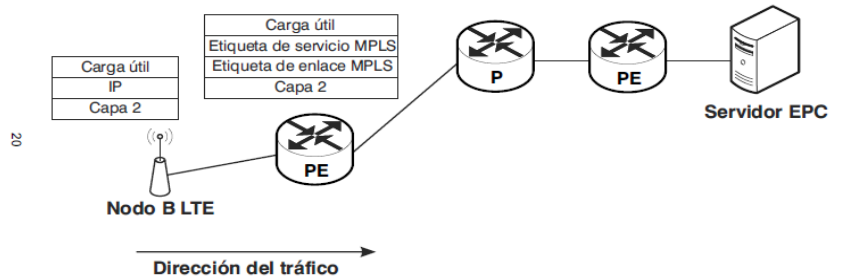 Carga útil
Etiqueta de servicio MPLS
Etiqueta de enlace MPLS
Capa 2
Carga útil
IP
Capa 2
P
PE
Servidor EPC
PE
Nodo B LTE
20
Dirección del tráfico